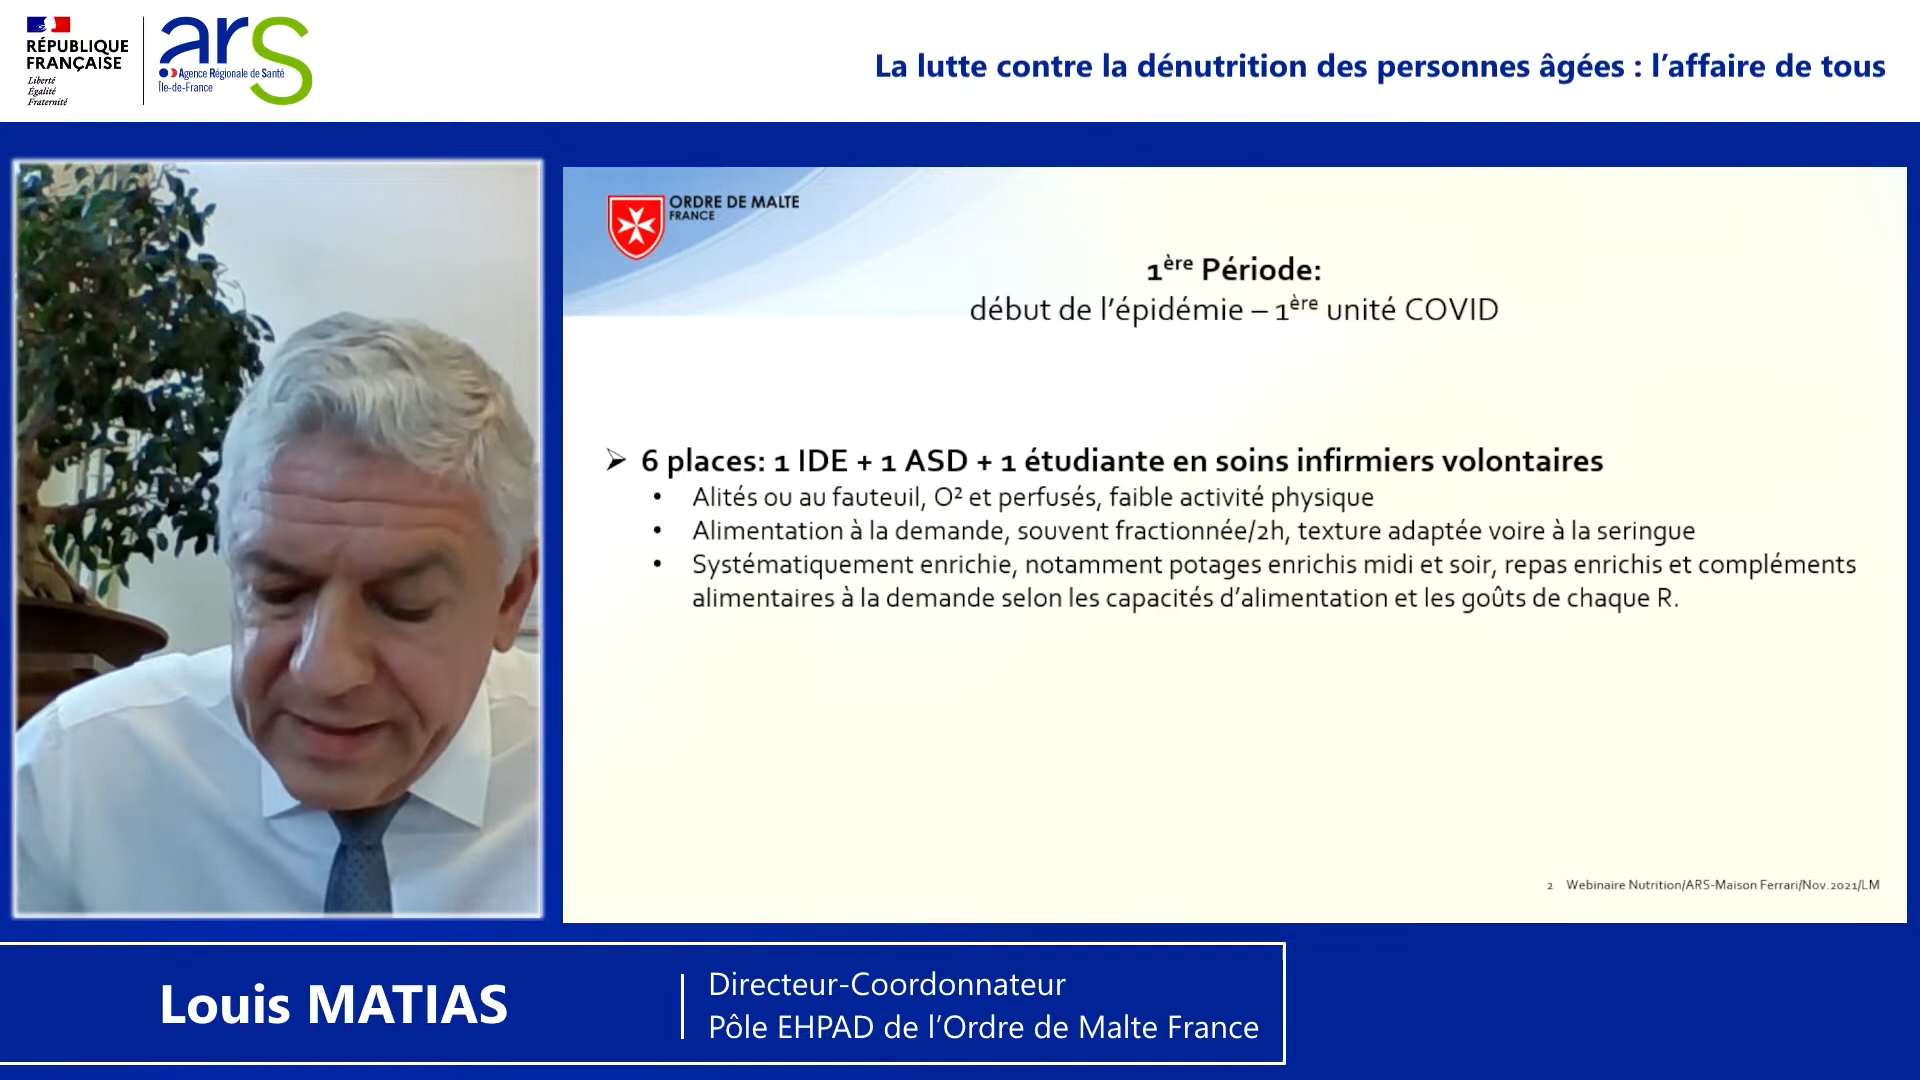 RÉPUBLIQUE
FRANÇAISE
Liberté
Égalité
Fraternité
ars
Agence Régionale de Santé
Île-de-France
La lutte contre la dénutrition des personnes âgées : l’affaire de tous
ORDRE DE MALTE
FRANCE
1ère Période:
début de l’épidémie – 1ère unité COVID
➢ 6 places: 1 IDE + 1 ASD + 1 étudiante en soins infirmiers volontaires
• Alités ou au fauteuil, O² et perfusés, faible activité physique
• Alimentation à la demande, souvent fractionnée/2h, texture adaptée voire à la seringue
• Systématiquement enrichie, notamment potages enrichis midi et soir, repas enrichis et compléments
alimentaires à la demande selon les capacités d’alimentation et les goûts de chaque R.
2 Webinaire Nutrition/ARS-Maison Ferrari/Nov.2021/LM
Louis MATIAS
Directeur-Coordonnateur
Pôle EHPAD de l’Ordre de Malte France